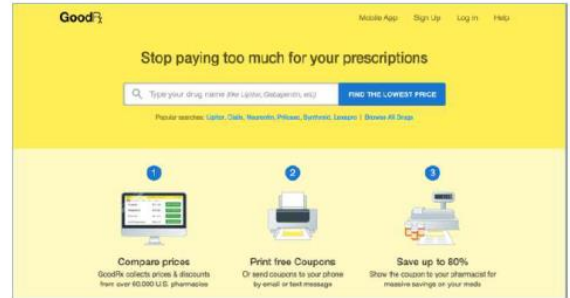 GoodRx
Mobile App Sign Up Log In Help
Stop paying too much for your prescriptions
Type your drug name (like Lipitor, Gabapentin, etc) FIND THE LOWEST PRICE
Popular searches: Lipitor, Cialis, Neurontin, Prilosec, Synthroid, Lexapro | Browse All Drugs
1 2 3
Compare prices Print free Coupons Save up to 80%
GoodRx collects prices & discounts Or send coupons to your phone Show the coupon to your pharmacist for
from over 60,000 U.S. pharmacies by email or text message massive savings on your meds